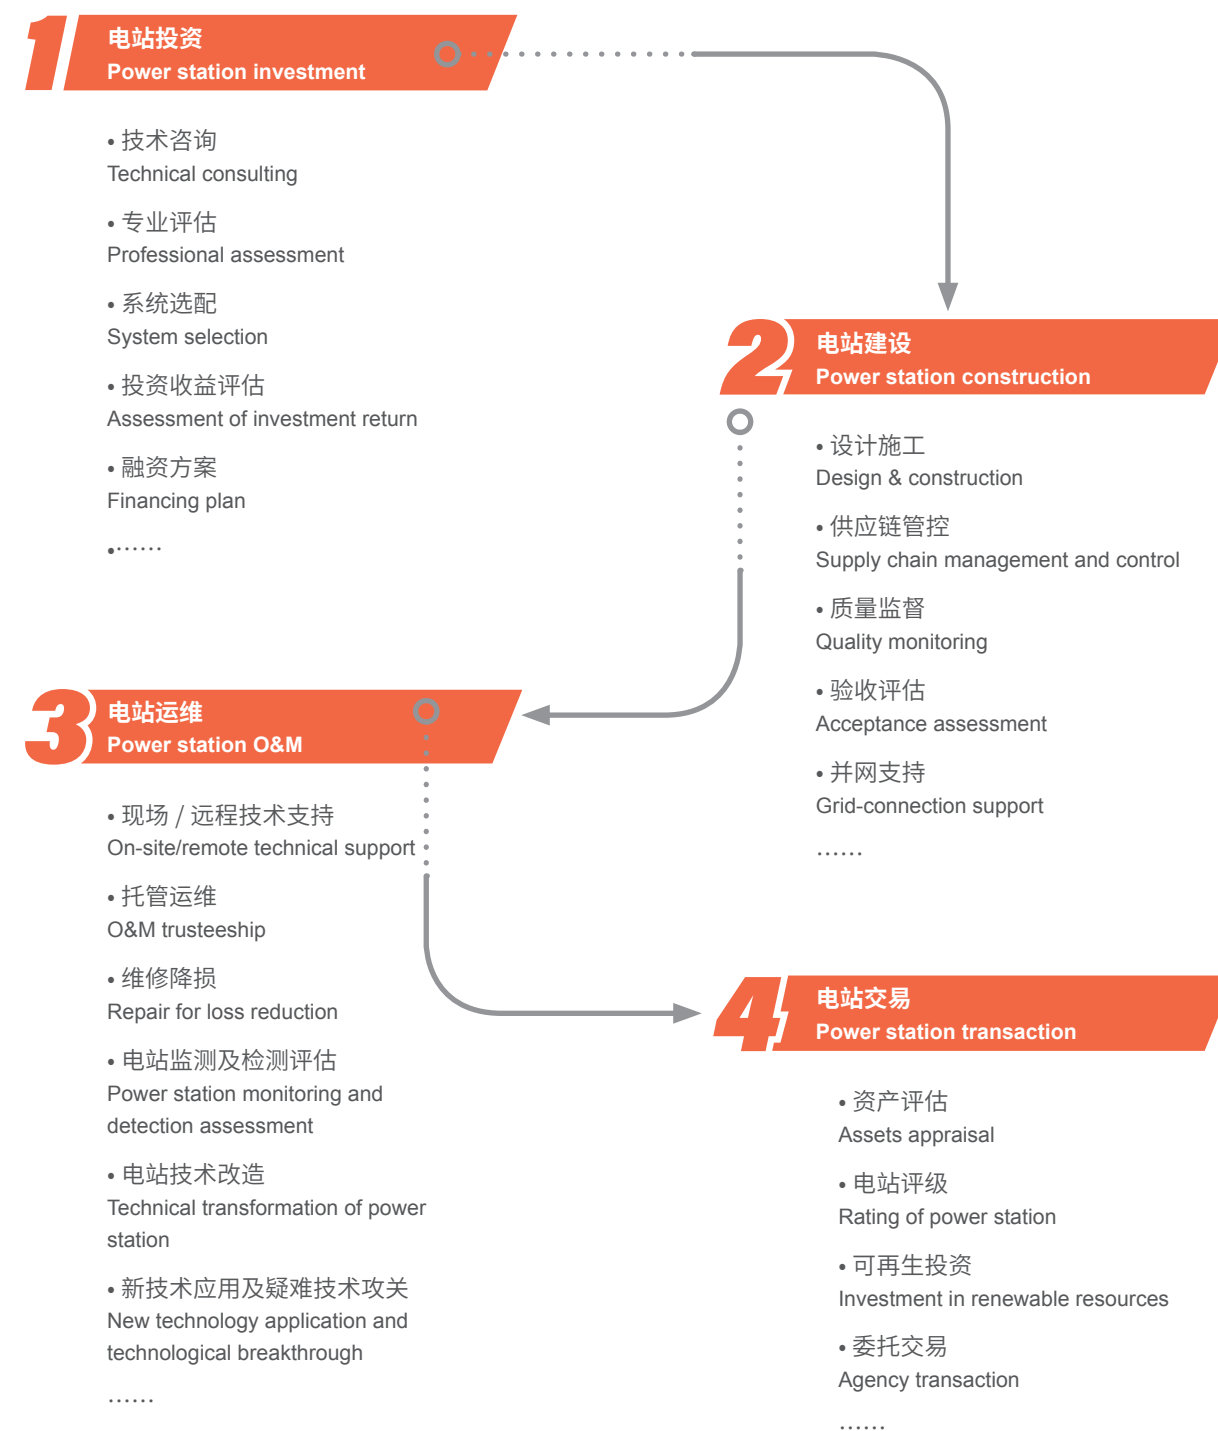 1
电站投资
Power station investment
• 技术咨询
Technical consulting
• 专业评估
Professional assessment
• 系统选配
System selection
• 投资收益评估
Assessment of investment return
• 融资方案
Financing plan
•……
2
电站建设
Power station construction
• 设计施工
Design & construction
• 供应链管控
Supply chain management and control
• 质量监督
Quality monitoring
• 验收评估
Acceptance assessment
• 并网支持
Grid-connection support
……
3
电站运维
Power station O&M
• 现场 / 远程技术支持
On-site/remote technical support
• 托管运维
O&M trusteeship
• 维修降损
Repair for loss reduction
• 电站监测及检测评估
Power station monitoring and
detection assessment
• 电站技术改造
Technical transformation of power
station
• 新技术应用及疑难技术攻关
New technology application and
technological breakthrough
……
4
电站交易
Power station transaction
• 资产评估
Assets appraisal
• 电站评级
Rating of power station
• 可再生投资
Investment in renewable resources
• 委托交易
Agency transaction
……